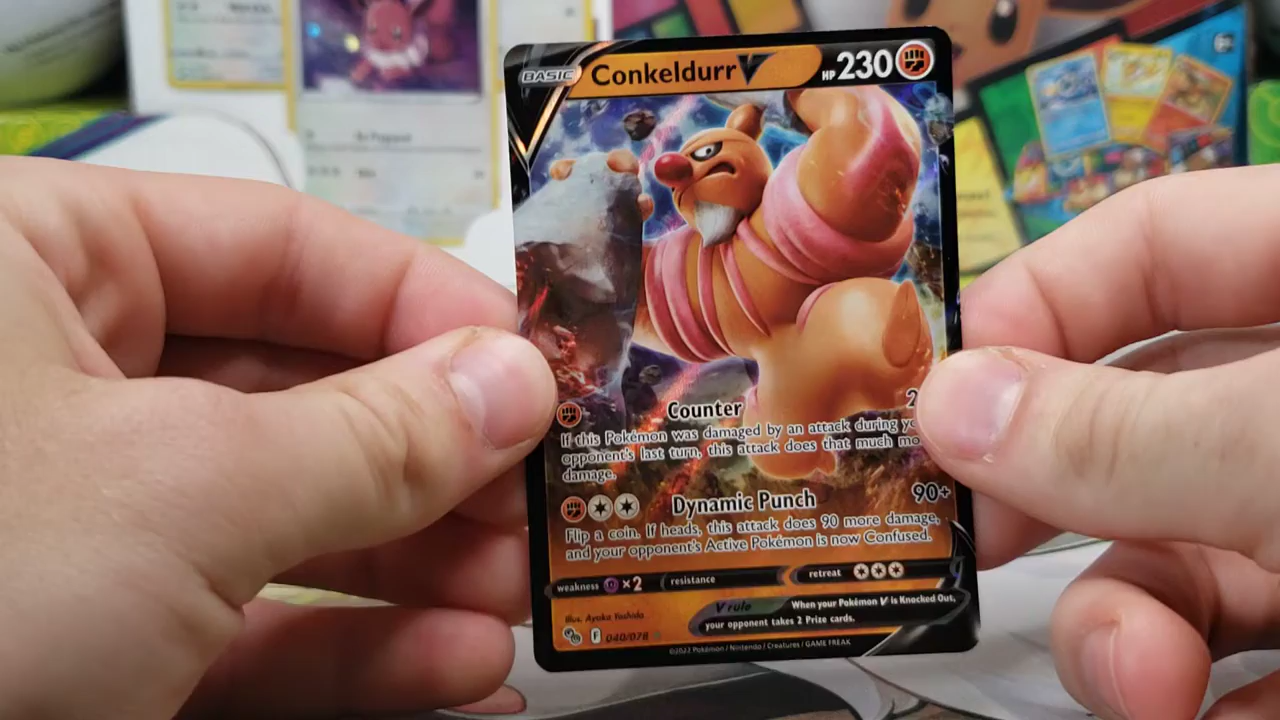 BASIC Conkeldurr V HP 230
Counter 2
If this Pokémon was damaged by an attack during yo
opponent's last turn, this attack does that much mo
damage.
Dynamic Punch 90+
Flip a coin. If heads, this attack does 90 more damage,
and your opponent's Active Pokémon is now Confused.
weakness ×2 resistance retreat
V rule When your Pokémon V is Knocked Out,
your opponent takes 2 Prize cards.
Illus. Ayaka Yoshida
F 040/078
©2022 Pokémon / Nintendo / Creatures / GAME FREAK